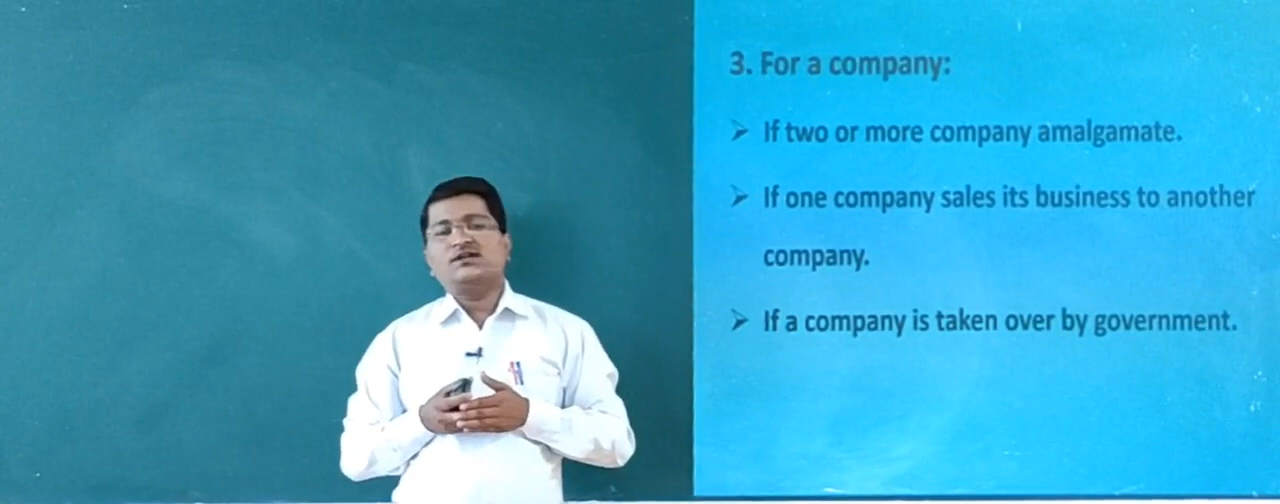 3. For a company:
➢ If two or more company amalgamate.
➢ If one company sales its business to another
company.
➢ If a company is taken over by government.